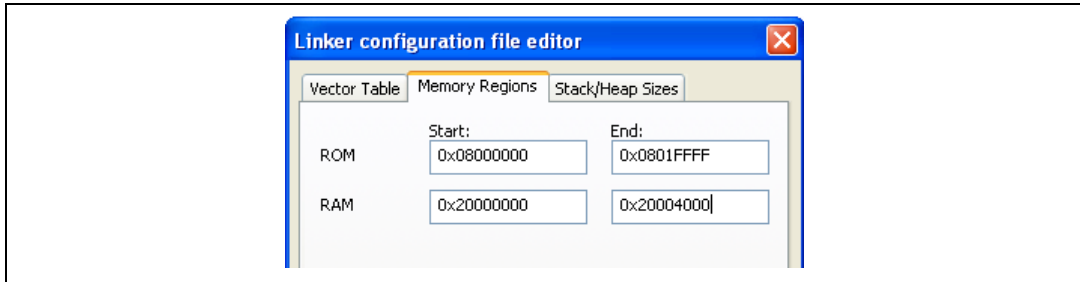 Linker configuration file editor
Vector Table Memory Regions Stack/Heap Sizes
Start: End:
ROM 0x08000000 0x0801FFFF
RAM 0x20000000 0x20004000